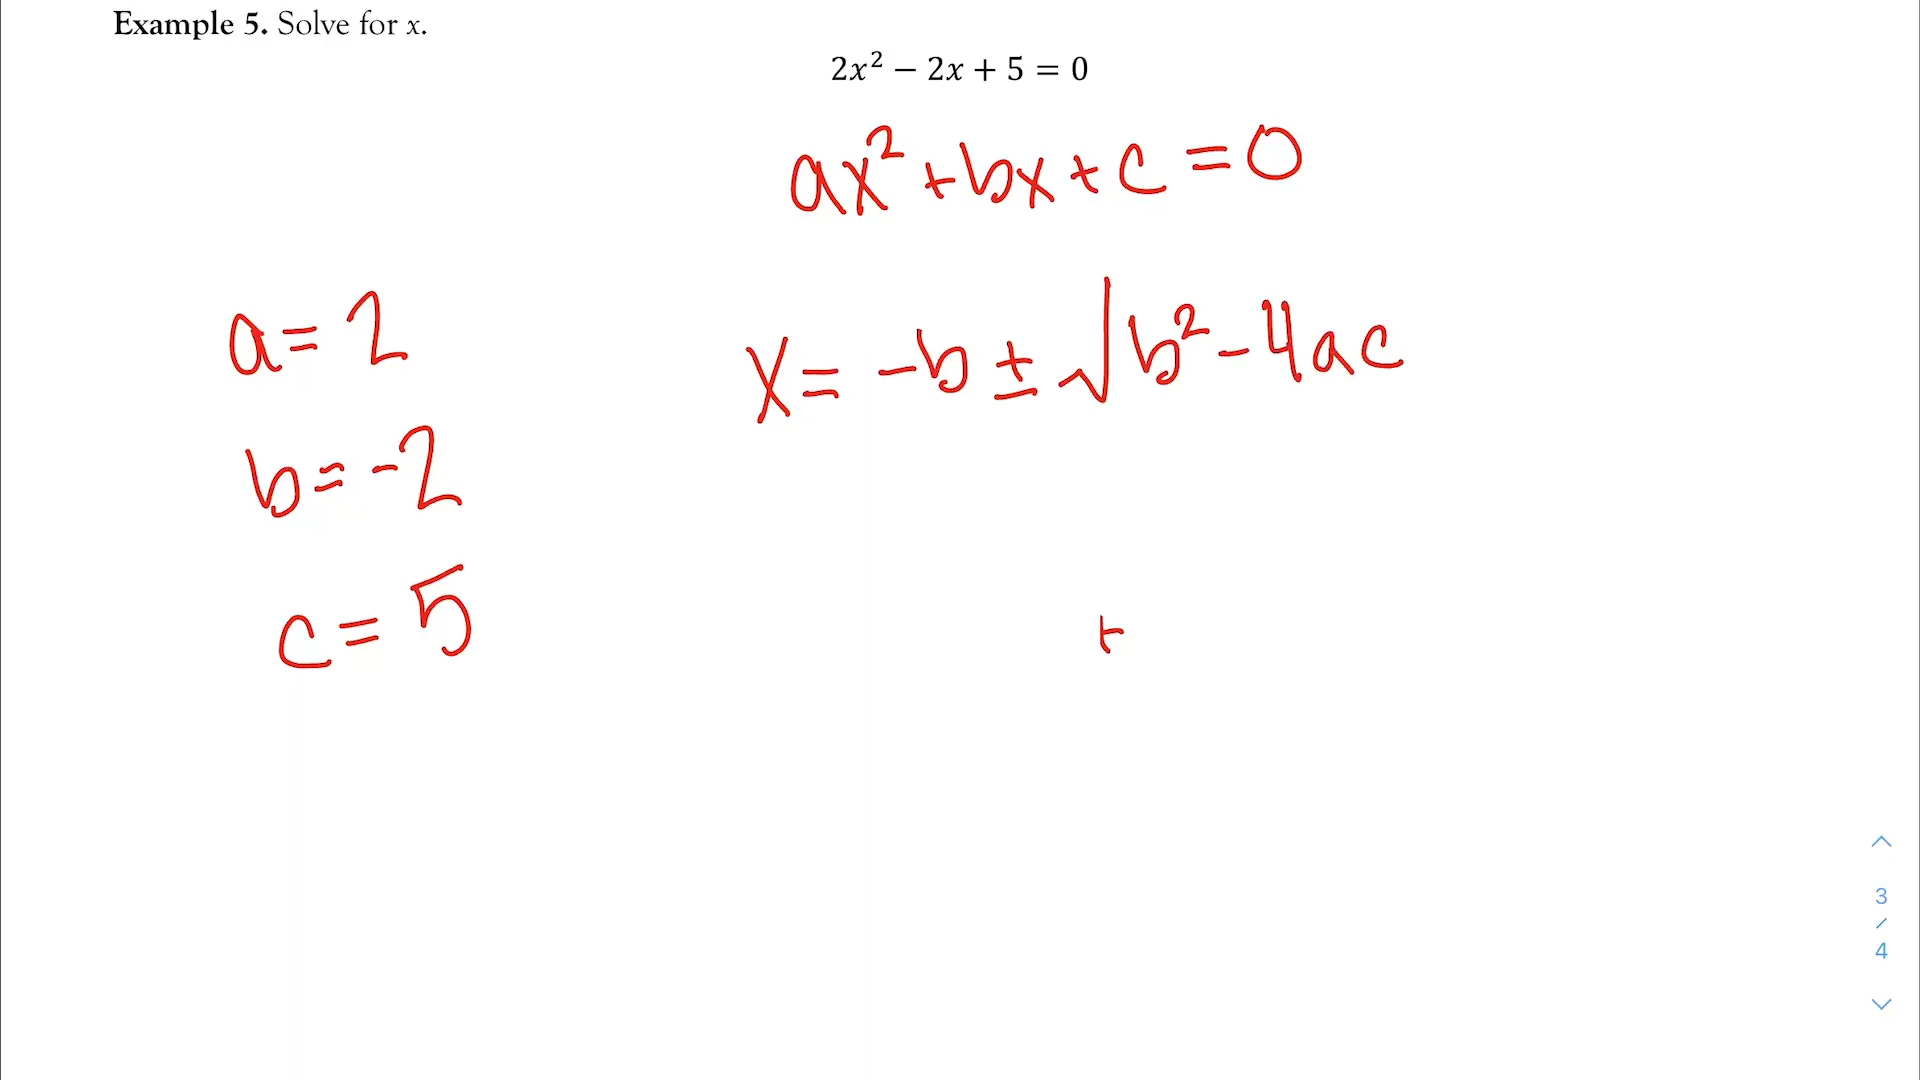 Example 5. Solve for x.
2x² − 2x + 5 = 0
ax² + bx + c = 0
a = 2
x = -b ± √b² - 4ac
b = -2
c = 5
3
/
4